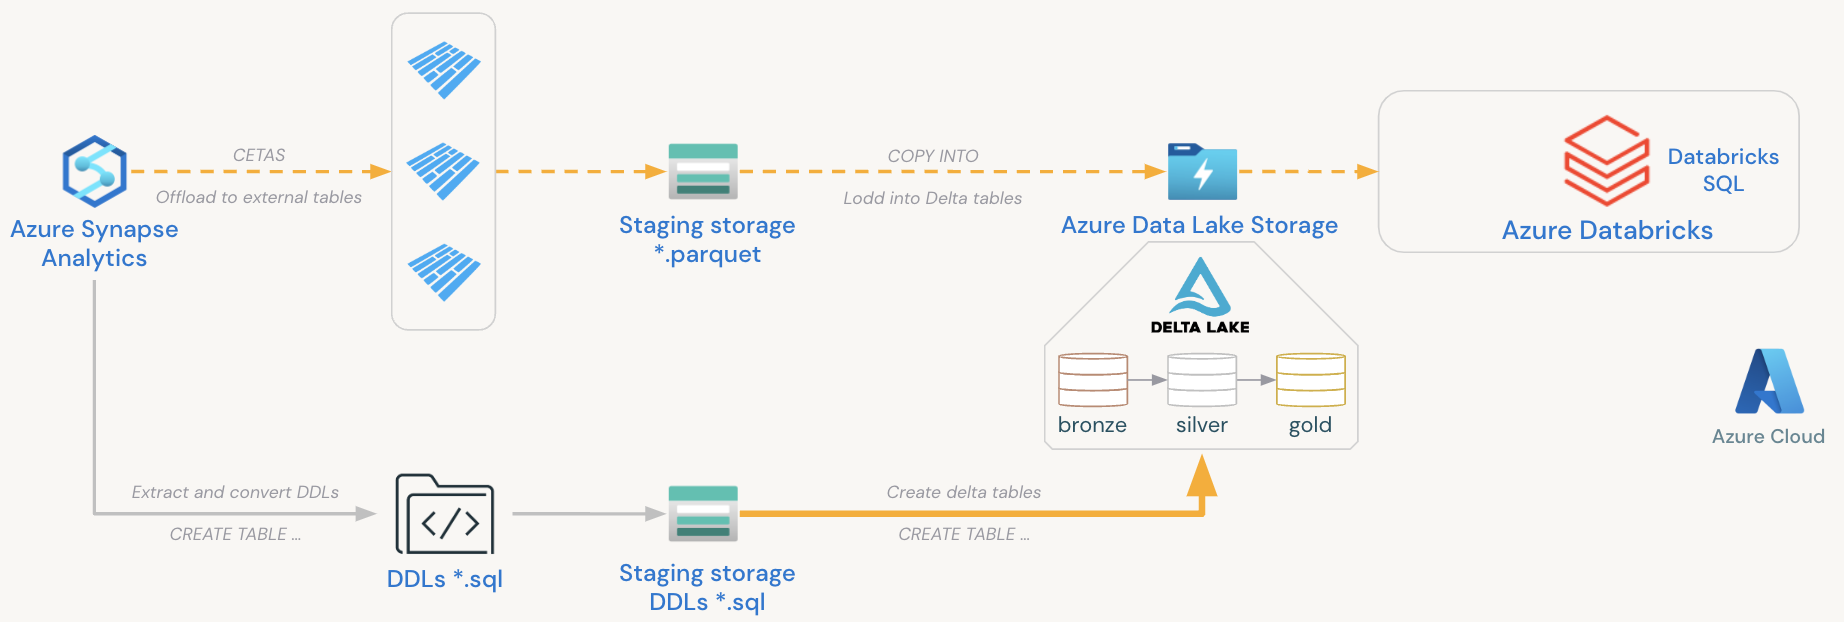 CETAS
Offload to external tables
Azure Synapse
Analytics
Staging storage
*.parquet
COPY INTO
Lodd into Delta tables
Azure Data Lake Storage
Databricks
SQL
Azure Databricks
DELTA LAKE
bronze
silver
gold
Azure Cloud
Extract and convert DDLs
CREATE TABLE ...
</>
DDLs *.sql
Staging storage
DDLs *.sql
Create delta tables
CREATE TABLE ...